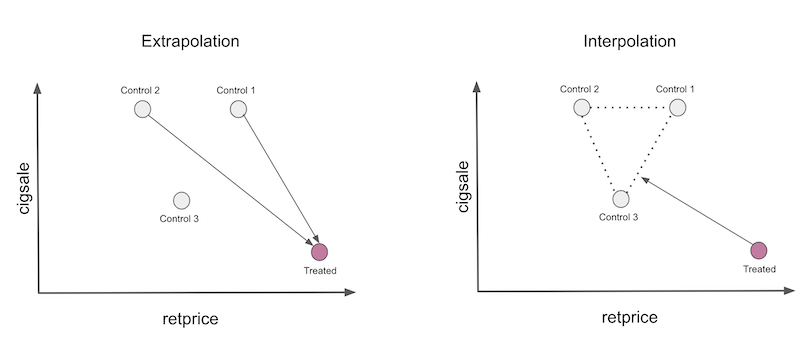 Extrapolation
Control 2
Control 1
Control 3
Treated
cigsale
retprice
Interpolation
Control 2
Control 1
Control 3
Treated
cigsale
retprice